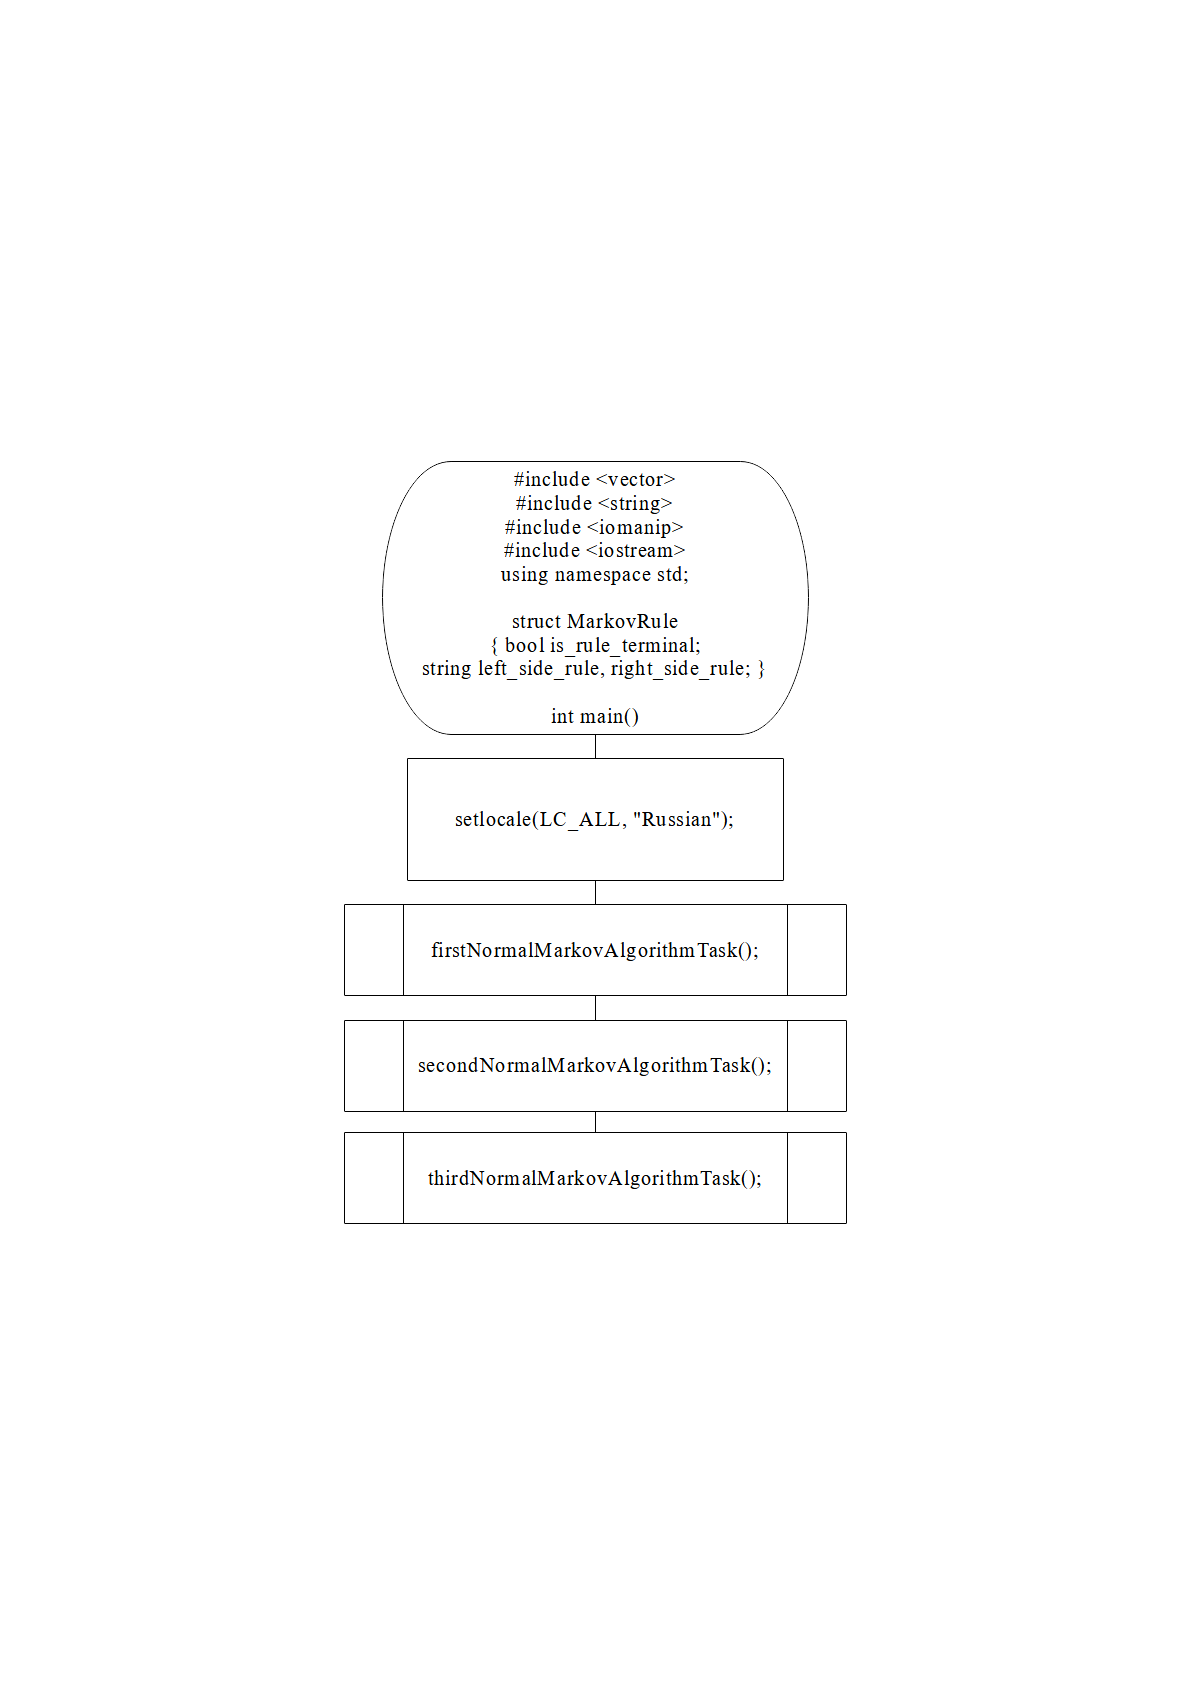 #include <vector>
#include <string>
#include <iomanip>
#include <iostream>
using namespace std;
struct MarkovRule
{ bool is_rule_terminal;
string left_side_rule, right_side_rule; }
int main()
setlocale(LC_ALL, "Russian");
firstNormalMarkovAlgorithmTask();
secondNormalMarkovAlgorithmTask();
thirdNormalMarkovAlgorithmTask();